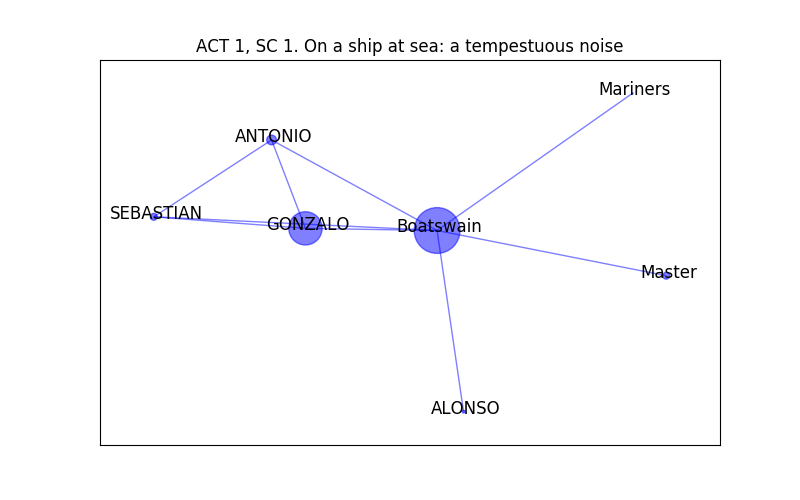 ACT 1, SC 1. On a ship at sea: a tempestuous noise
Mariners
ANTONIO
SEBASTIAN
GONZALO
Boatswain
Master
ALONSO